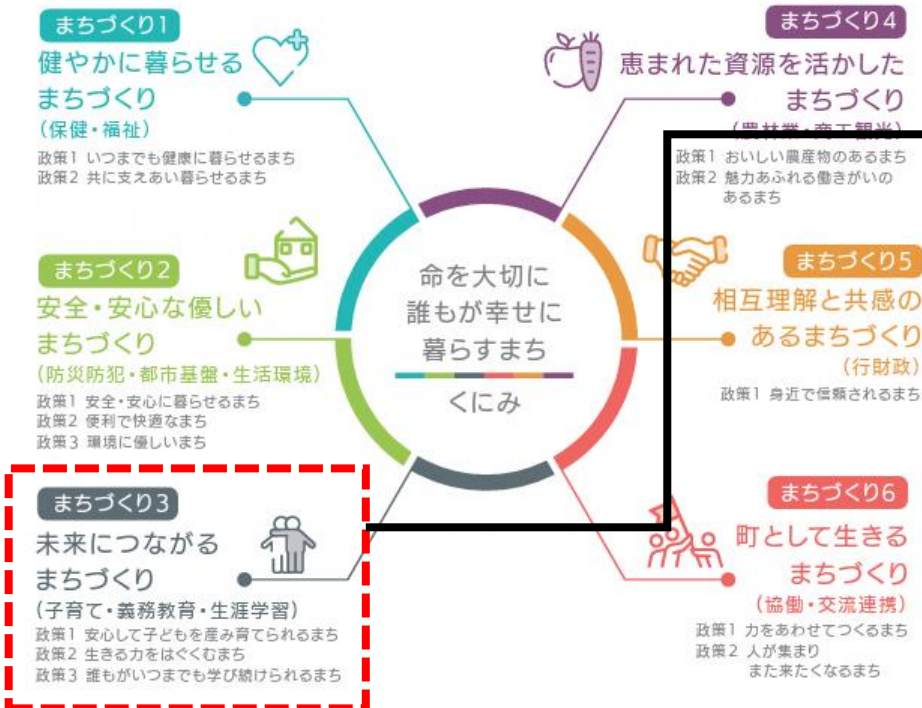 まちづくり1
健やかに暮らせる
まちづくり
(保健・福祉)
政策1 いつまでも健康に暮らせるまち
政策2 共に支えあい暮らせるまち
まちづくり2
安全・安心な優しい
まちづくり
(防災防犯・都市基盤・生活環境)
政策1 安全・安心に暮らせるまち
政策2 便利で快適なまち
政策3 環境に優しいまち
まちづくり3
未来につながる
まちづくり
(子育て・義務教育・生涯学習)
政策1 安心して子どもを産み育てられるまち
政策2 生きる力をはぐくむまち
政策3 誰もがいつまでも学び続けられるまち
命を大切に
誰もが幸せに
暮らすまち
くにみ
まちづくり4
恵まれた資源を活かした
まちづくり
(農林業・商工観光)
政策1 おいしい農産物のあるまち
政策2 魅力あふれる働きがいの
あるまち
まちづくり5
相互理解と共感の
あるまちづくり
(行財政)
政策1 身近で信頼されるまち
まちづくり6
町として生きる
まちづくり
(協働・交流連携)
政策1 力をあわせてつくるまち
政策2 人が集まり
また来たくなるまち